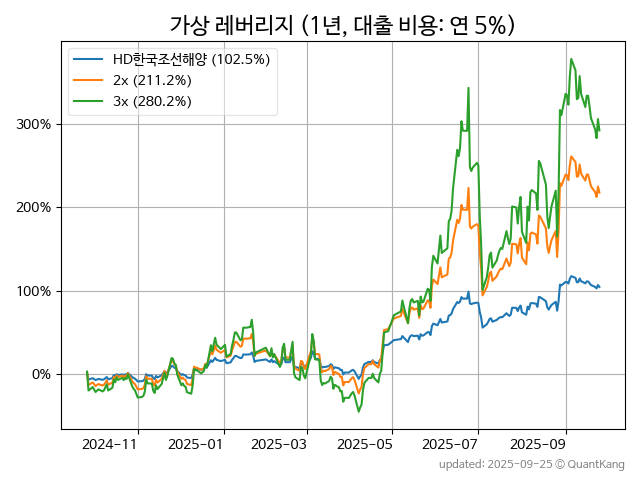 가상 레버리지 (1년, 대출 비용: 연 5%)
HD한국조선해양 (102.5%)
2x (211.2%)
3x (280.2%)
300%
200%
100%
0%
2024-11 2025-01 2025-03 2025-05 2025-07 2025-09
updated: 2025-09-25 © QuantKang